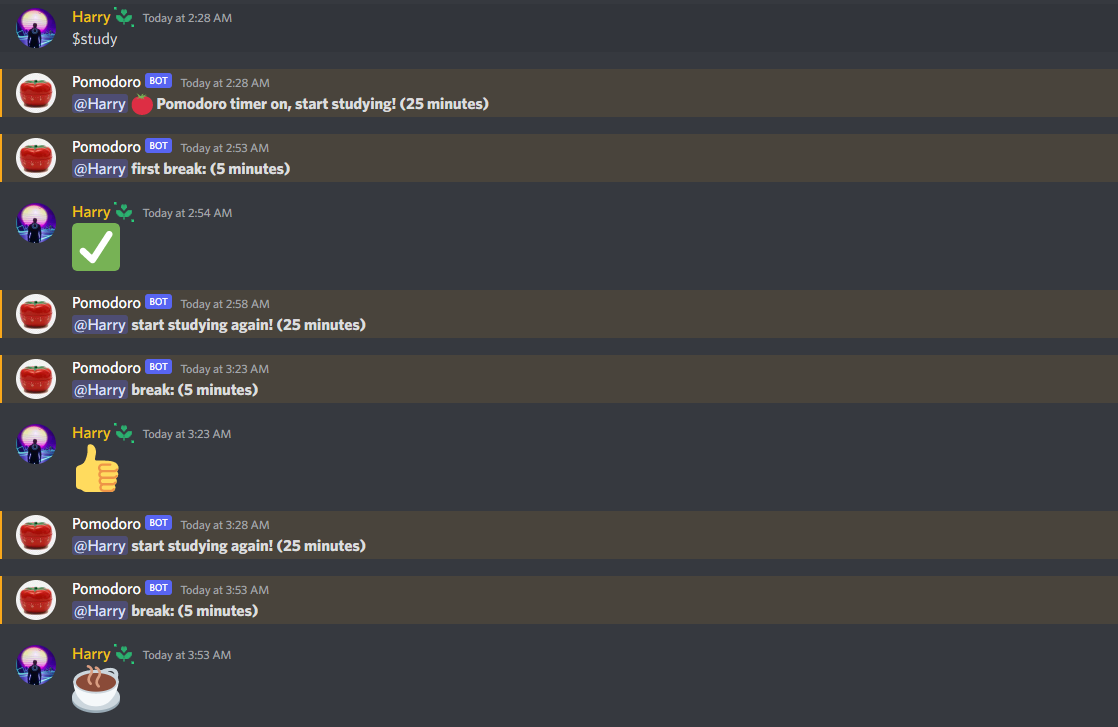 Harry Today at 2:28 AM
$study
Pomodoro BOT Today at 2:28 AM
@Harry 🍅 Pomodoro timer on, start studying! (25 minutes)
Pomodoro BOT Today at 2:53 AM
@Harry first break: (5 minutes)
Harry Today at 2:54 AM
✅
Pomodoro BOT Today at 2:58 AM
@Harry start studying again! (25 minutes)
Pomodoro BOT Today at 3:23 AM
@Harry break: (5 minutes)
Harry Today at 3:23 AM
👍
Pomodoro BOT Today at 3:28 AM
@Harry start studying again! (25 minutes)
Pomodoro BOT Today at 3:53 AM
@Harry break: (5 minutes)
Harry Today at 3:53 AM
☕